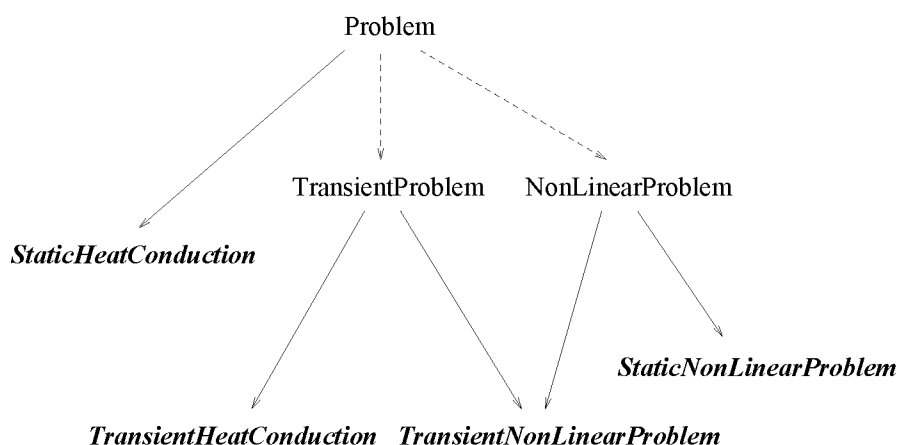 Problem
TransientProblem NonLinearProblem
StaticHeatConduction
StaticNonLinearProblem
TransientHeatConduction TransientNonLinearProblem